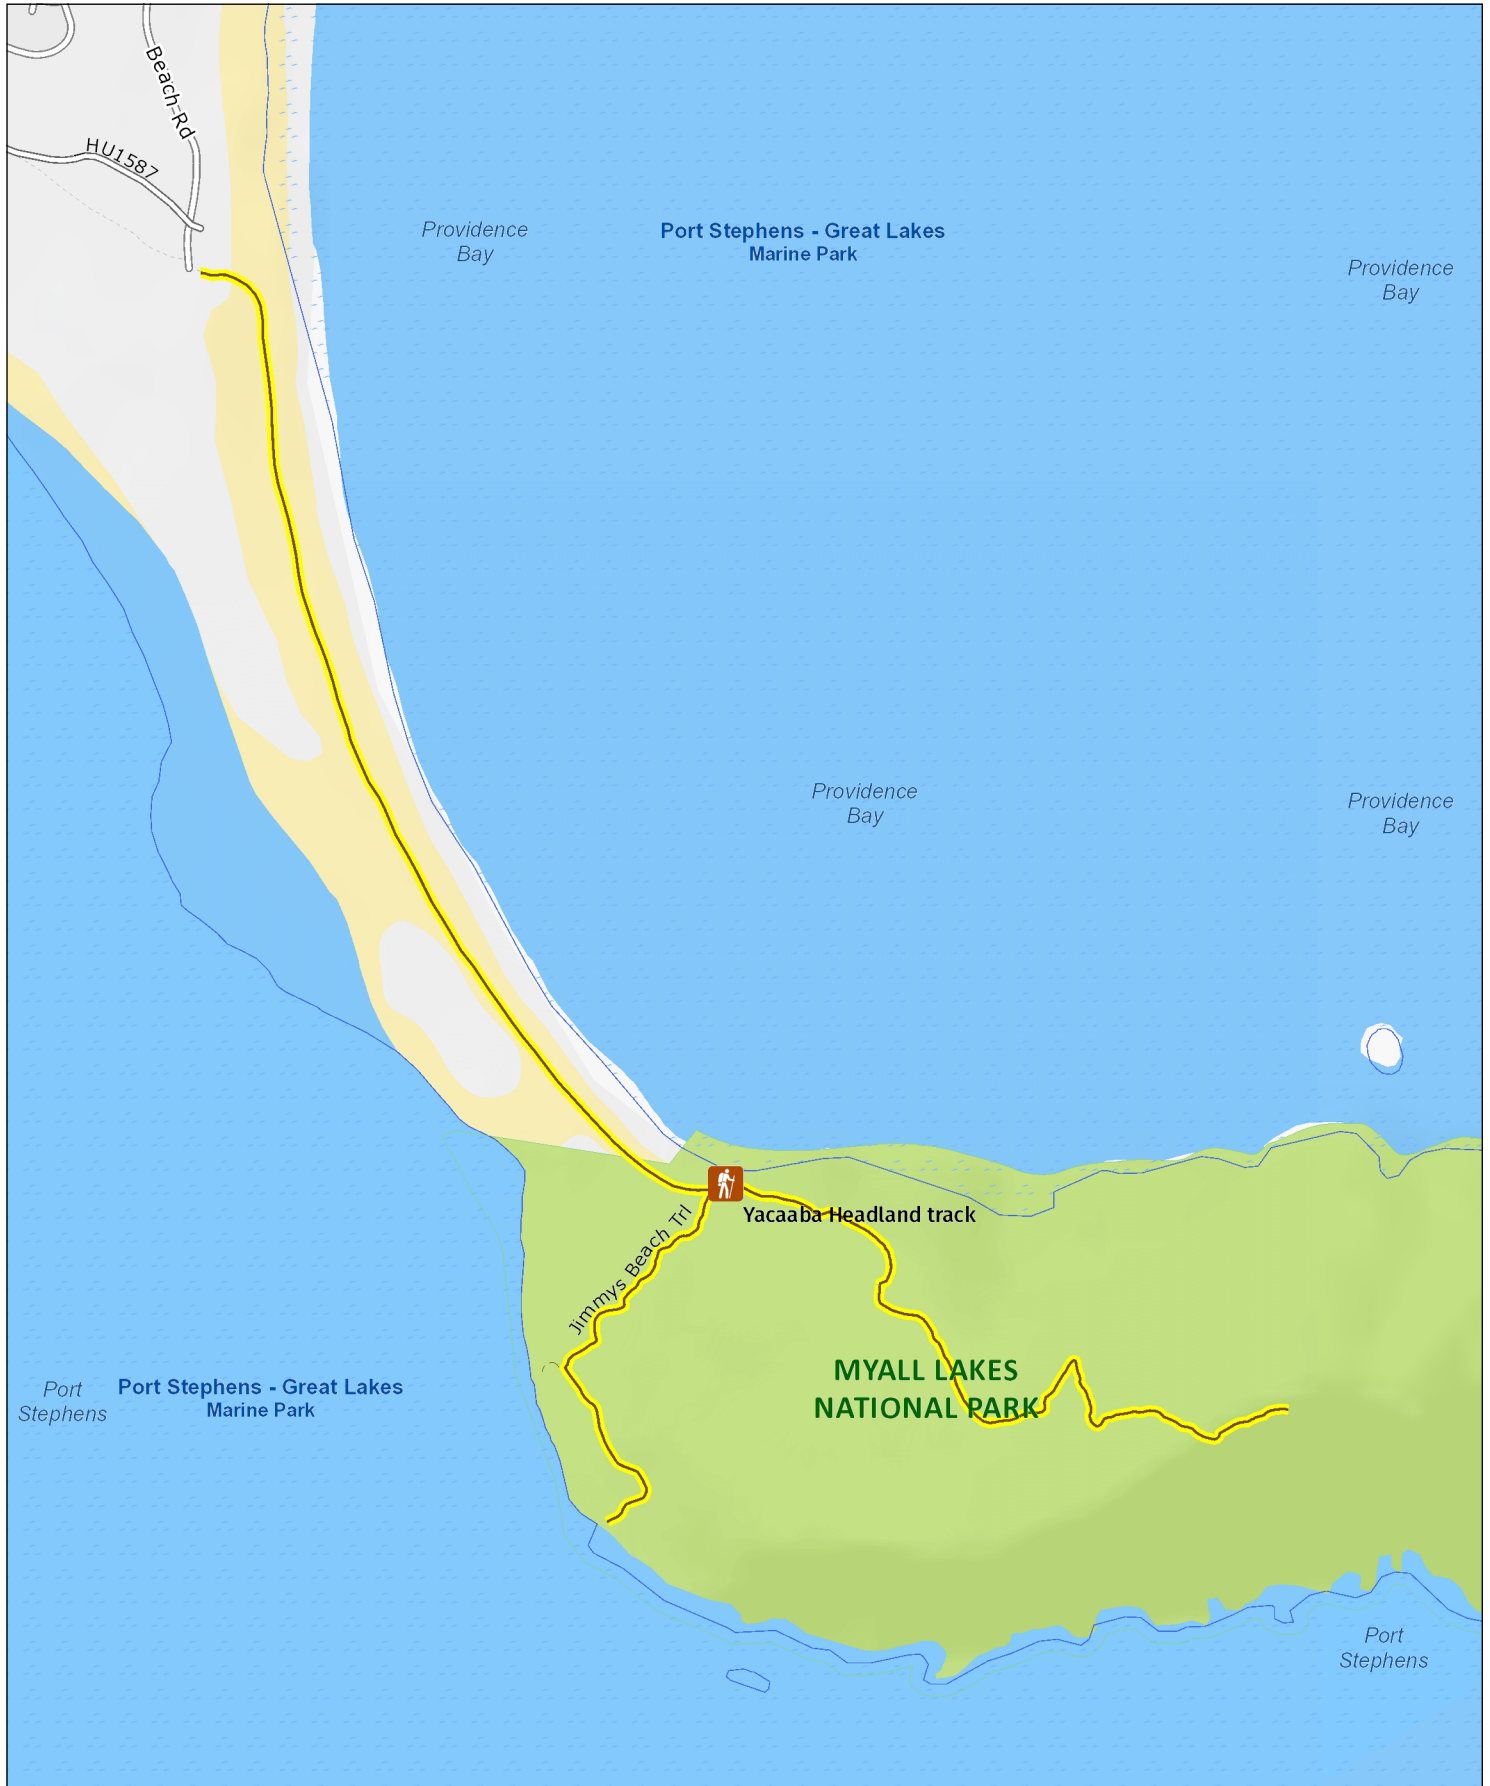 Beach Rd
HU1587
Providence
Bay
Port Stephens - Great Lakes
Marine Park
Providence
Bay
Providence
Bay
Providence
Bay
Yacaaba Headland track
Jimmys Beach Trl
MYALL LAKES
NATIONAL PARK
Port
Stephens
Port Stephens - Great Lakes
Marine Park
Port
Stephens